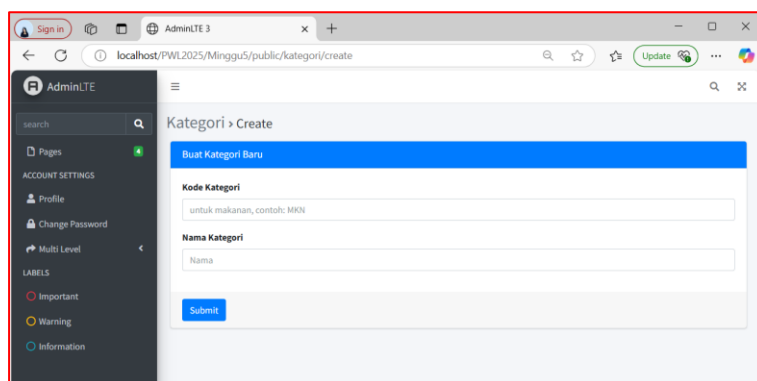 Sign in
AdminLTE 3
localhost/PWL2025/Minggu5/public/kategori/create
Update
AdminLTE
search
Kategori > Create
Pages 4
Buat Kategori Baru
ACCOUNT SETTINGS
Kode Kategori
Profile
untuk makanan, contoh: MKN
Change Password
Nama Kategori
Multi Level
Nama
LABELS
Important
Submit
Warning
Information